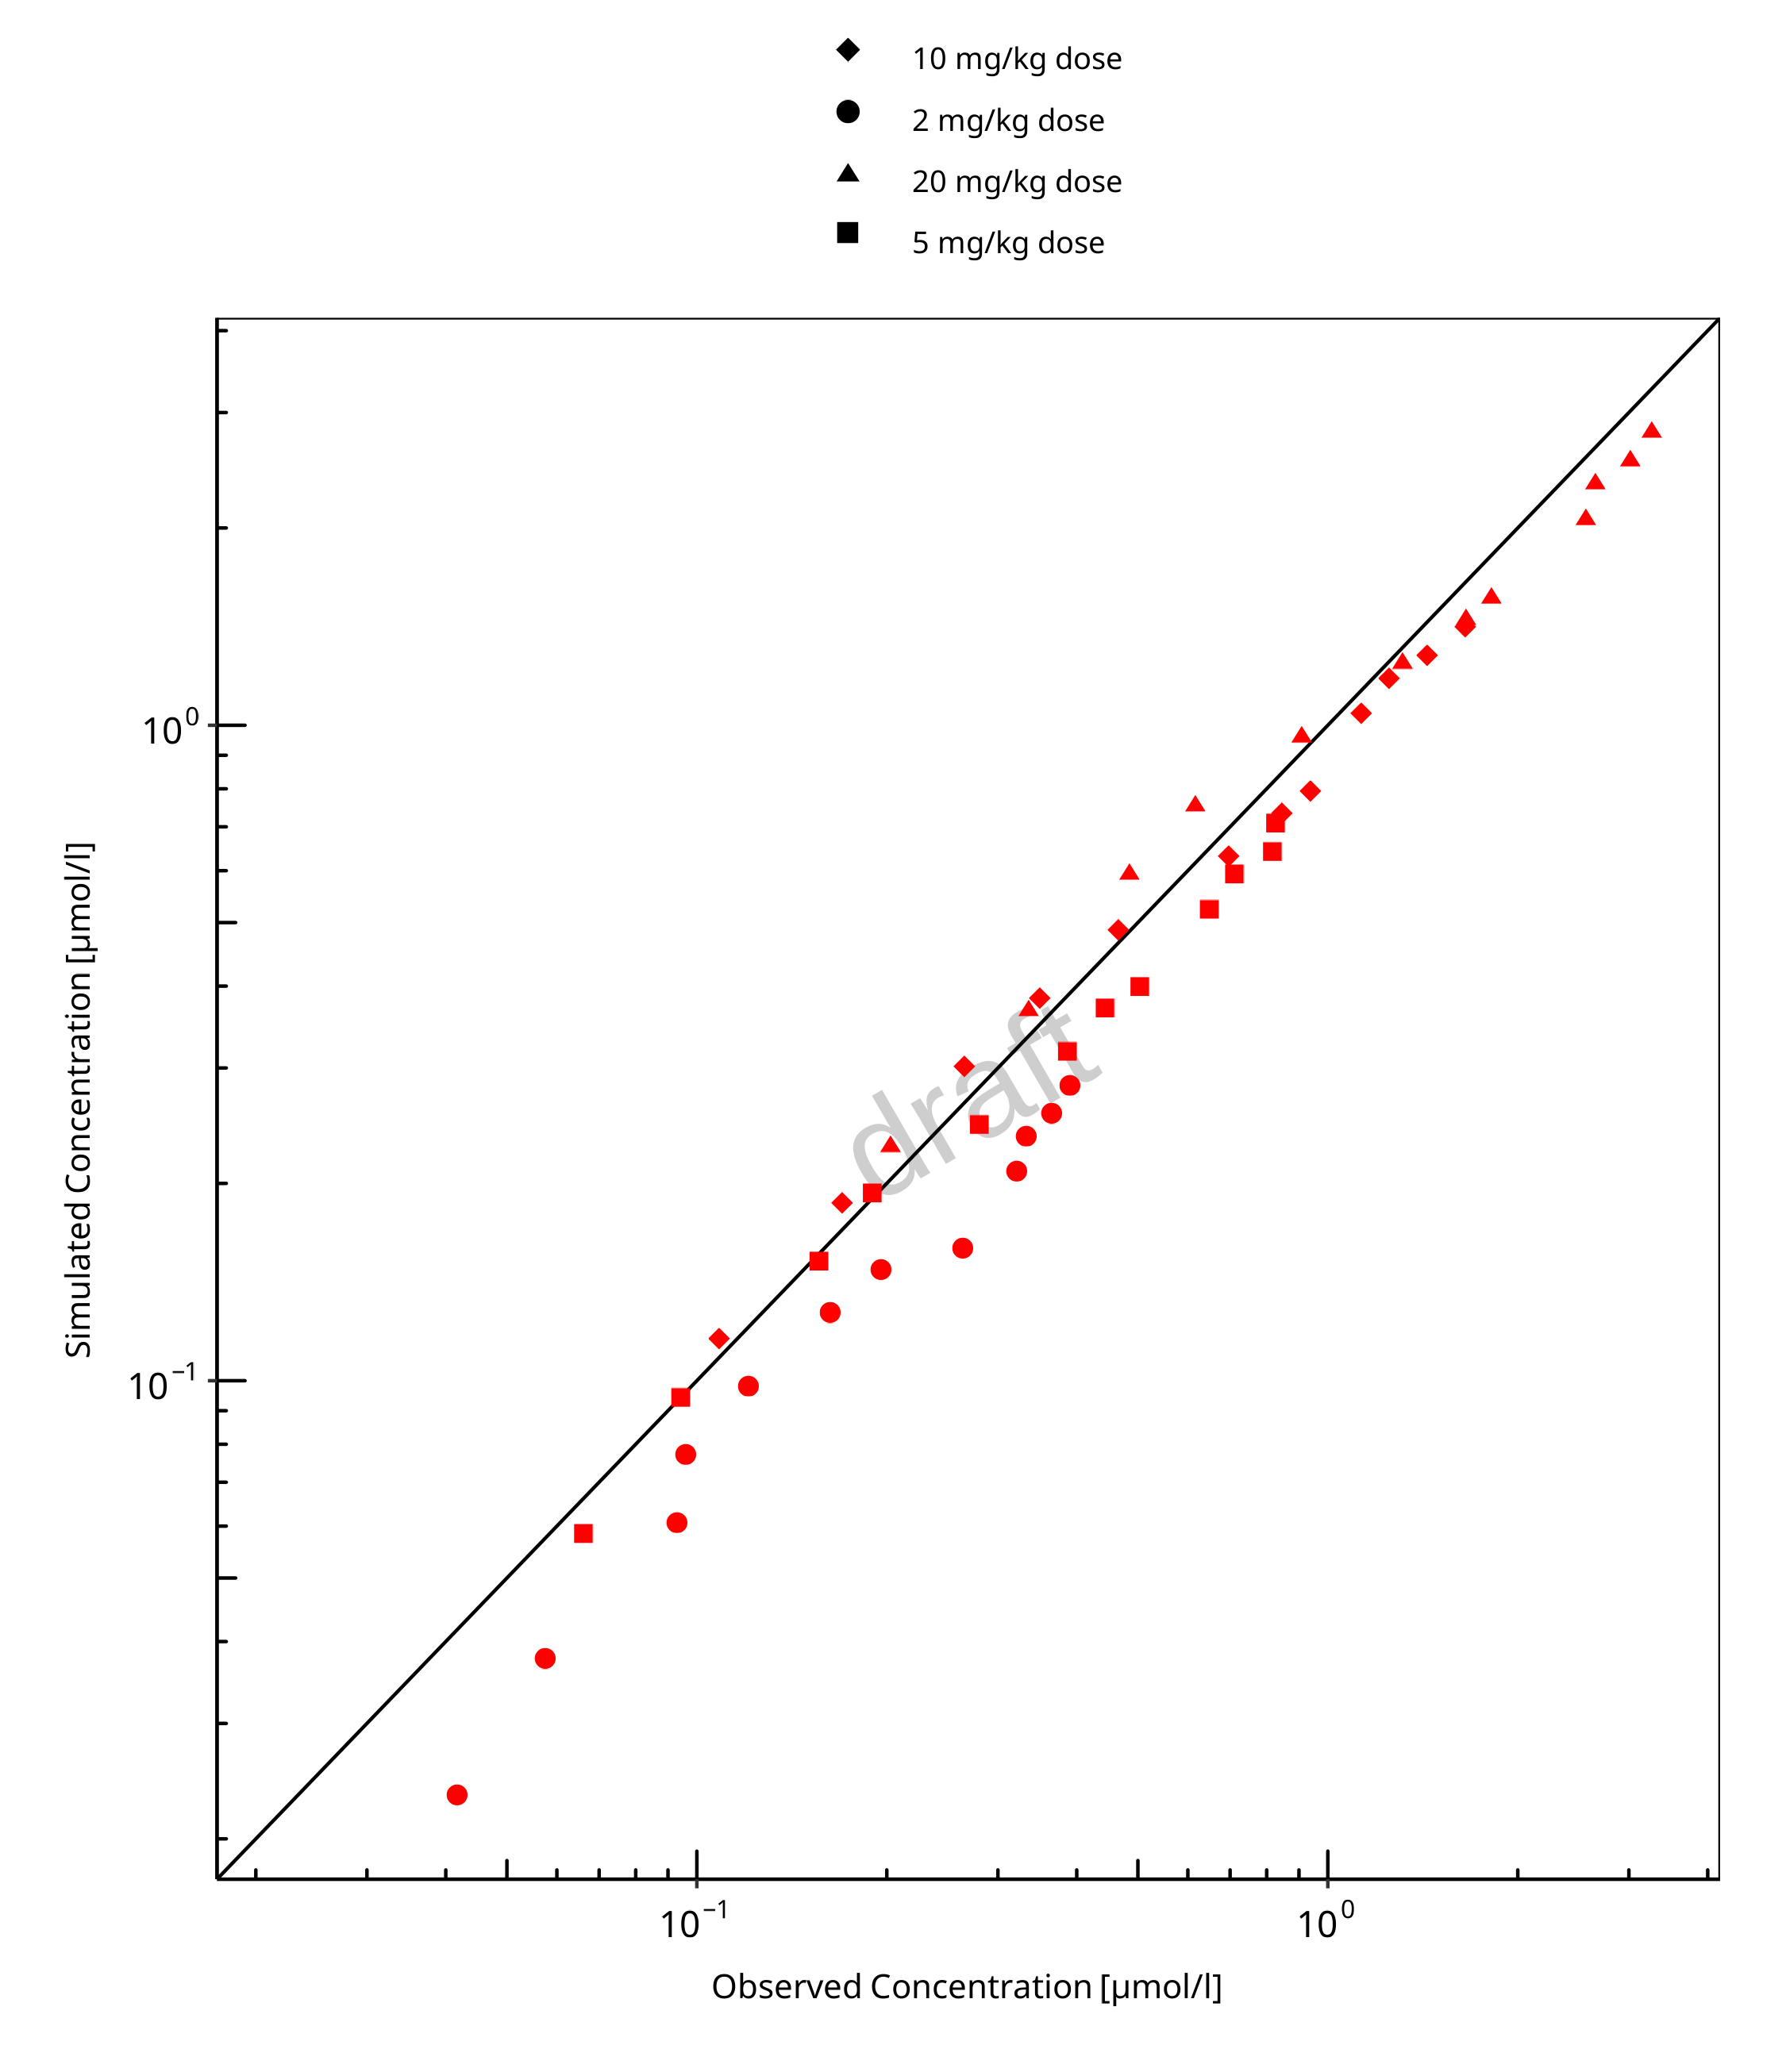 10 mg/kg dose
2 mg/kg dose
20 mg/kg dose
5 mg/kg dose
10⁰
10⁻¹
Simulated Concentration [µmol/l]
draft
10⁻¹ 10⁰
Observed Concentration [µmol/l]